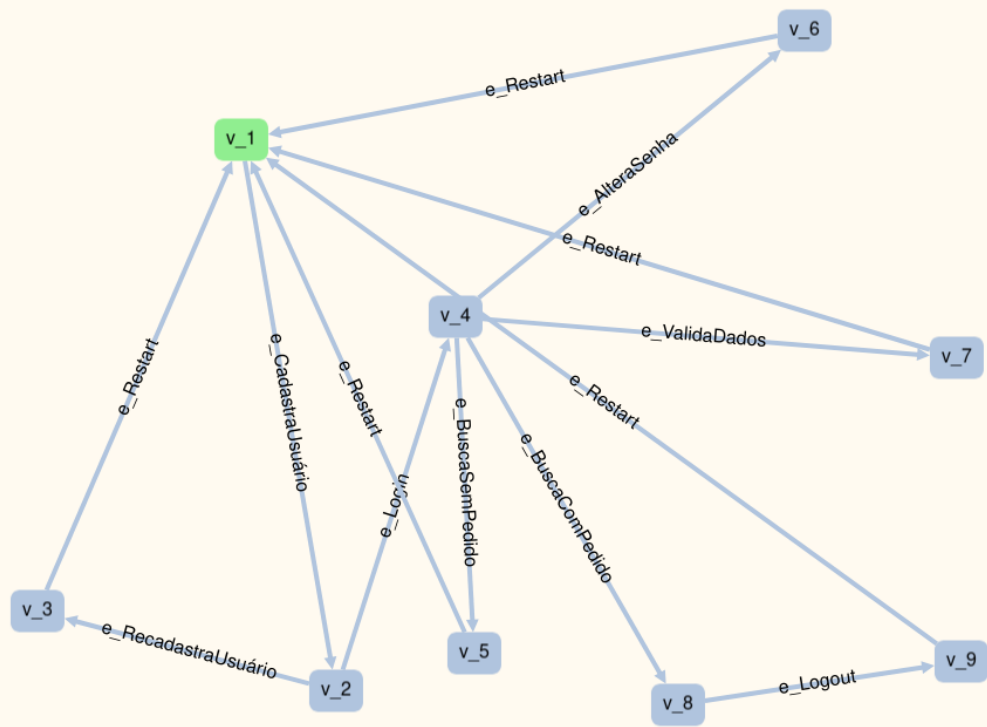 v_6
e_Restart
v_1
e_AlteraSenha
e_Restart
v_4
e_ValidaDados
v_7
e_Restart
e_CadastraUsuário
e_Restart
e_Restart
e_BuscaSemPedido
e_BuscaComPedido
e_Login
v_3
e_RecadastraUsuário
v_2
v_5
v_8
e_Logout
v_9